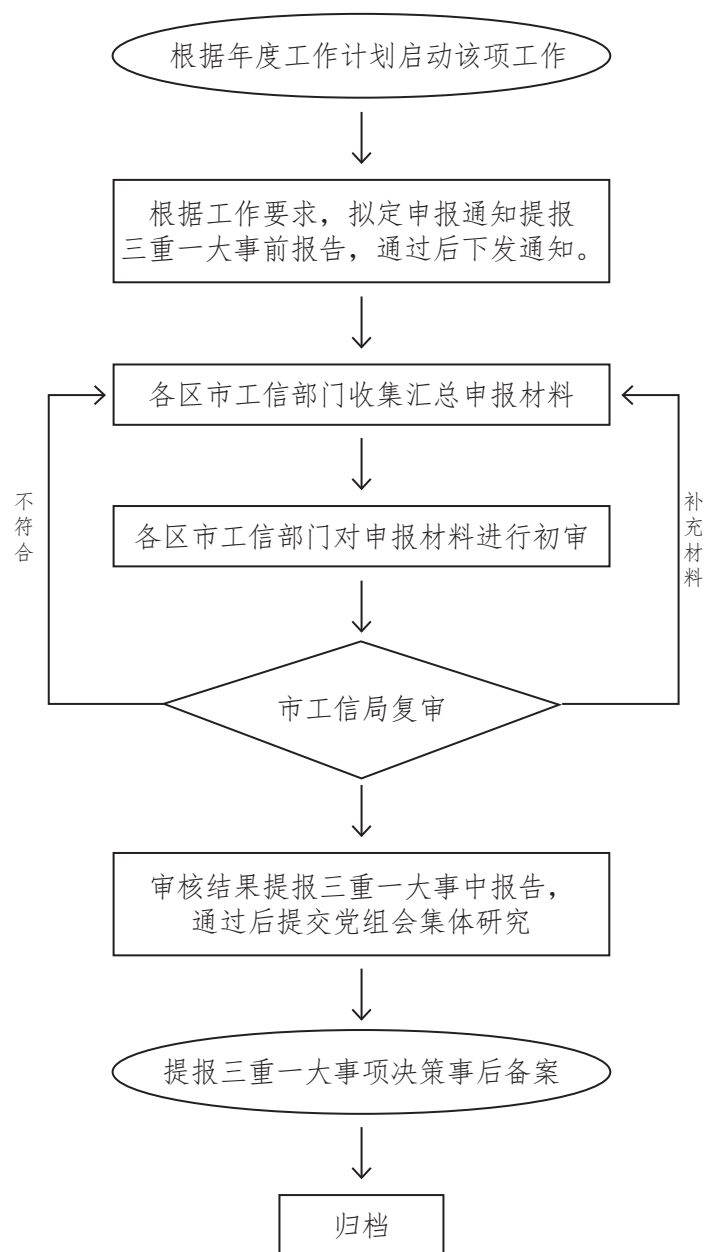 根据年度工作计划启动该项工作
根据工作要求，拟定申报通知提报
三重一大事前报告，通过后下发通知。
各区市工信部门收集汇总申报材料
不符合
补充材料
各区市工信部门对申报材料进行初审
市工信局复审
审核结果提报三重一大事中报告，
通过后提交党组会集体研究
提报三重一大事项决策事后备案
归档